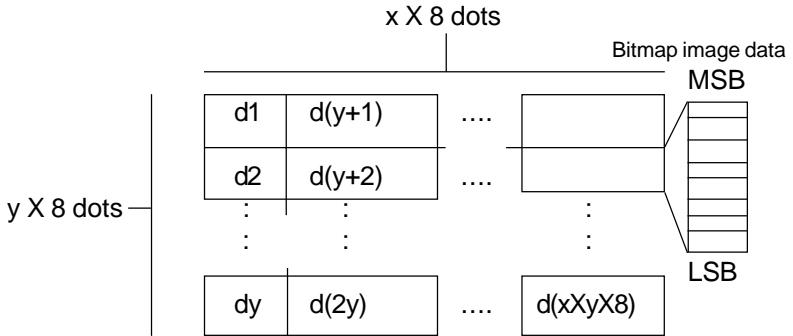 x X 8 dots
Bitmap image data
MSB
d1 d(y+1) ....
d2 d(y+2) ....
y X 8 dots
: : :
: : :
LSB
dy d(2y) .... d(xXyX8)